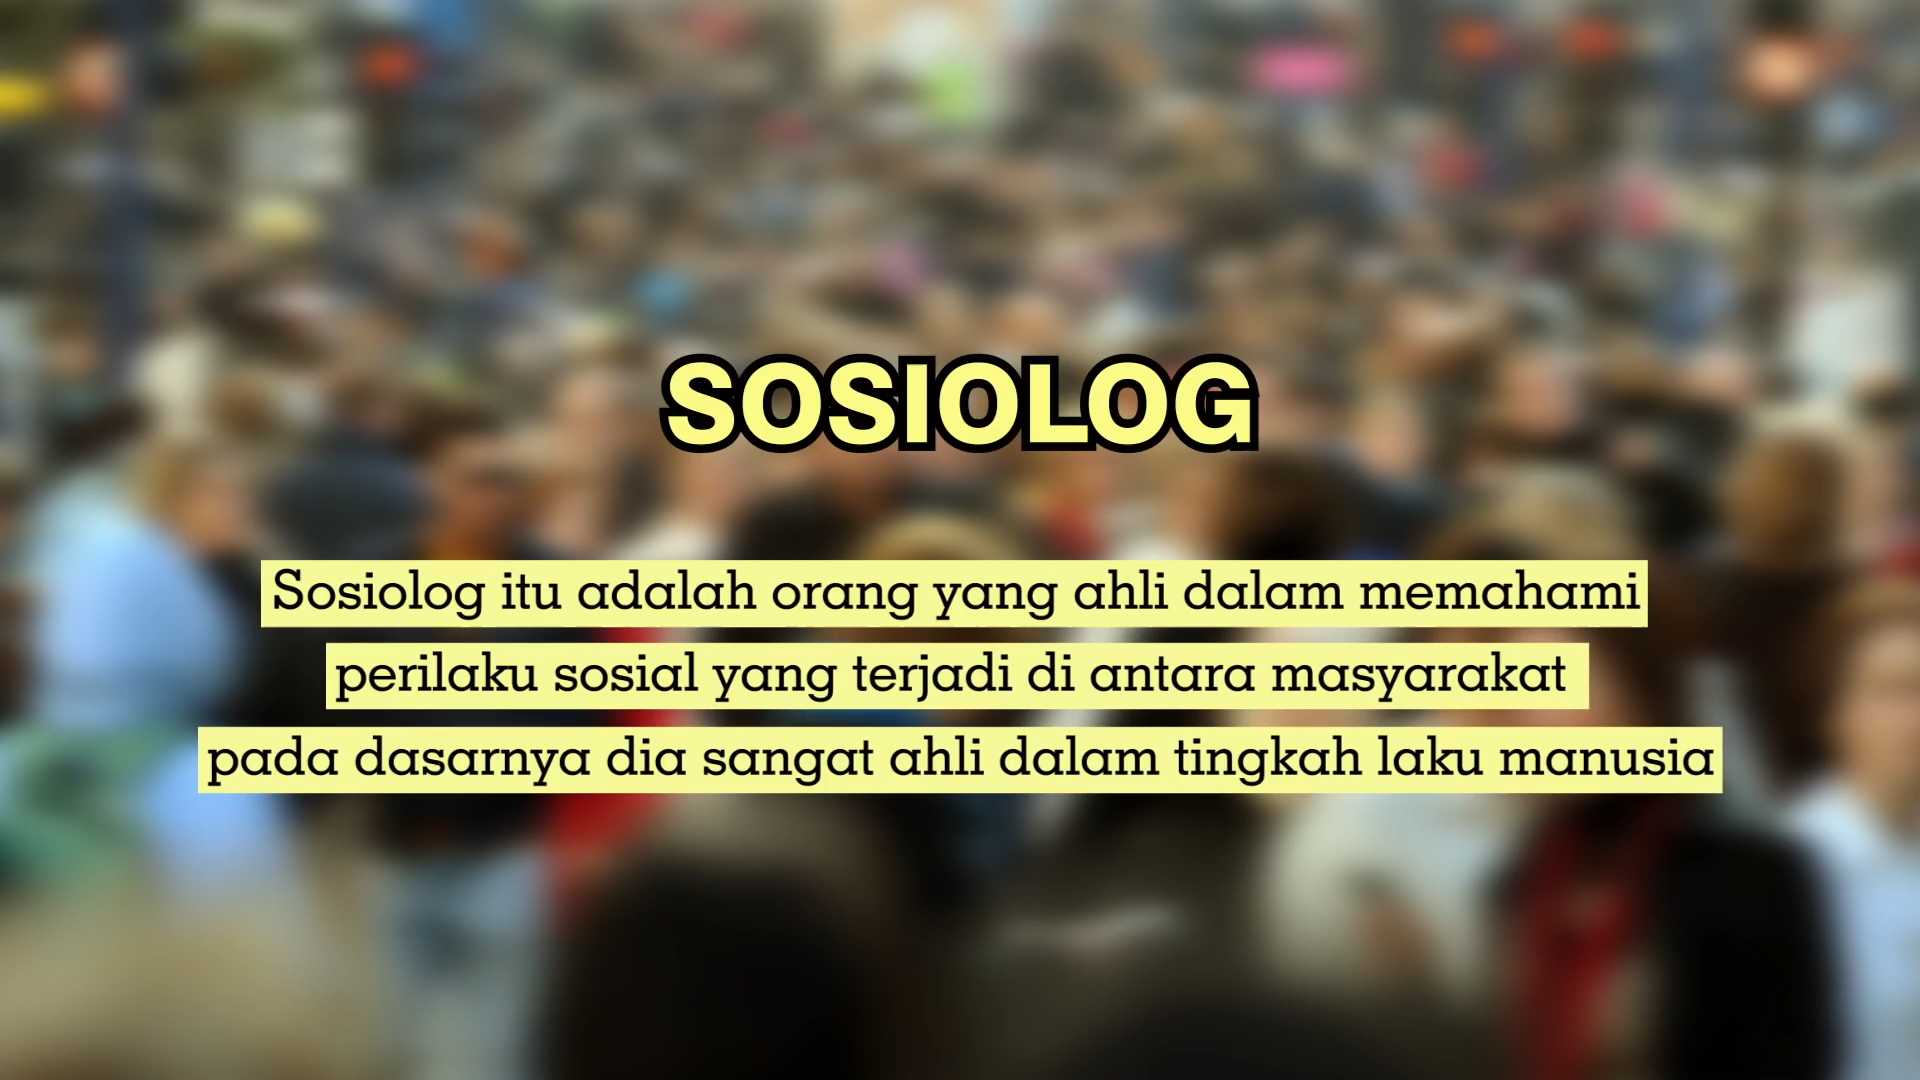 SOSIOLOG
Sosiolog itu adalah orang yang ahli dalam memahami
perilaku sosial yang terjadi di antara masyarakat
pada dasarnya dia sangat ahli dalam tingkah laku manusia